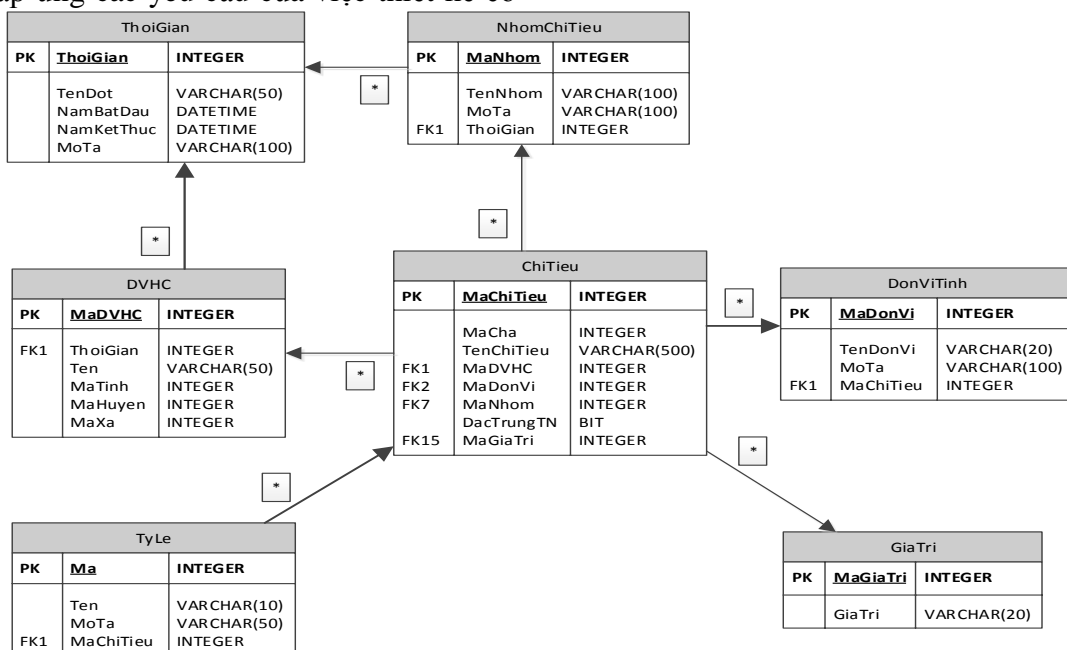 ThoiGian
PK ThoiGian INTEGER
TenDot VARCHAR(50)
NamBatDau DATETIME
NamKetThuc DATETIME
MoTa VARCHAR(100)
*
NhomChiTieu
PK MaNhom INTEGER
TenNhom VARCHAR(100)
MoTa VARCHAR(100)
FK1 ThoiGian INTEGER
*
*
DVHC
PK MaDVHC INTEGER
FK1 ThoiGian INTEGER
Ten VARCHAR(50)
MaTinh INTEGER
MaHuyen INTEGER
MaXa INTEGER
*
ChiTieu
PK MaChiTieu INTEGER
MaCha INTEGER
TenChiTieu VARCHAR(500)
FK1 MaDVHC INTEGER
FK2 MaDonVi INTEGER
FK7 MaNhom INTEGER
DacTrungTN BIT
FK15 MaGiaTri INTEGER
*
DonViTinh
PK MaDonVi INTEGER
TenDonVi VARCHAR(20)
MoTa VARCHAR(100)
FK1 MaChiTieu INTEGER
*
*
TyLe
PK Ma INTEGER
Ten VARCHAR(10)
MoTa VARCHAR(50)
FK1 MaChiTieu INTEGER
GiaTri
PK MaGiaTri INTEGER
GiaTri VARCHAR(20)